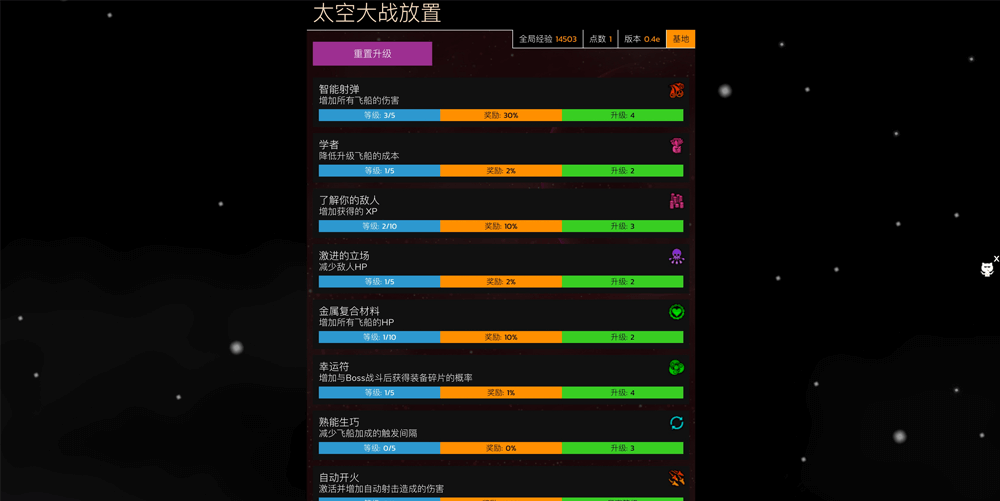 太空大战放置
全局经验 14503 点数 1 版本 0.4e 基地
重置升级
智能射弹
增加所有飞船的伤害
等级: 3/5 奖励: 30% 升级: 4
学者
降低升级飞船的成本
等级: 1/5 奖励: 2% 升级: 2
了解你的敌人
增加获得的 XP
等级: 2/10 奖励: 10% 升级: 3
激进的立场
减少敌人HP
等级: 1/5 奖励: 2% 升级: 2
金属复合材料
增加所有飞船的HP
等级: 1/10 奖励: 10% 升级: 2
幸运符
增加与Boss战斗后获得装备碎片的概率
等级: 1/5 奖励: 1% 升级: 4
熟能生巧
减少飞船加成的触发间隔
等级: 0/5 奖励: 0% 升级: 3
自动开火
激活并增加自动射击造成的伤害
X